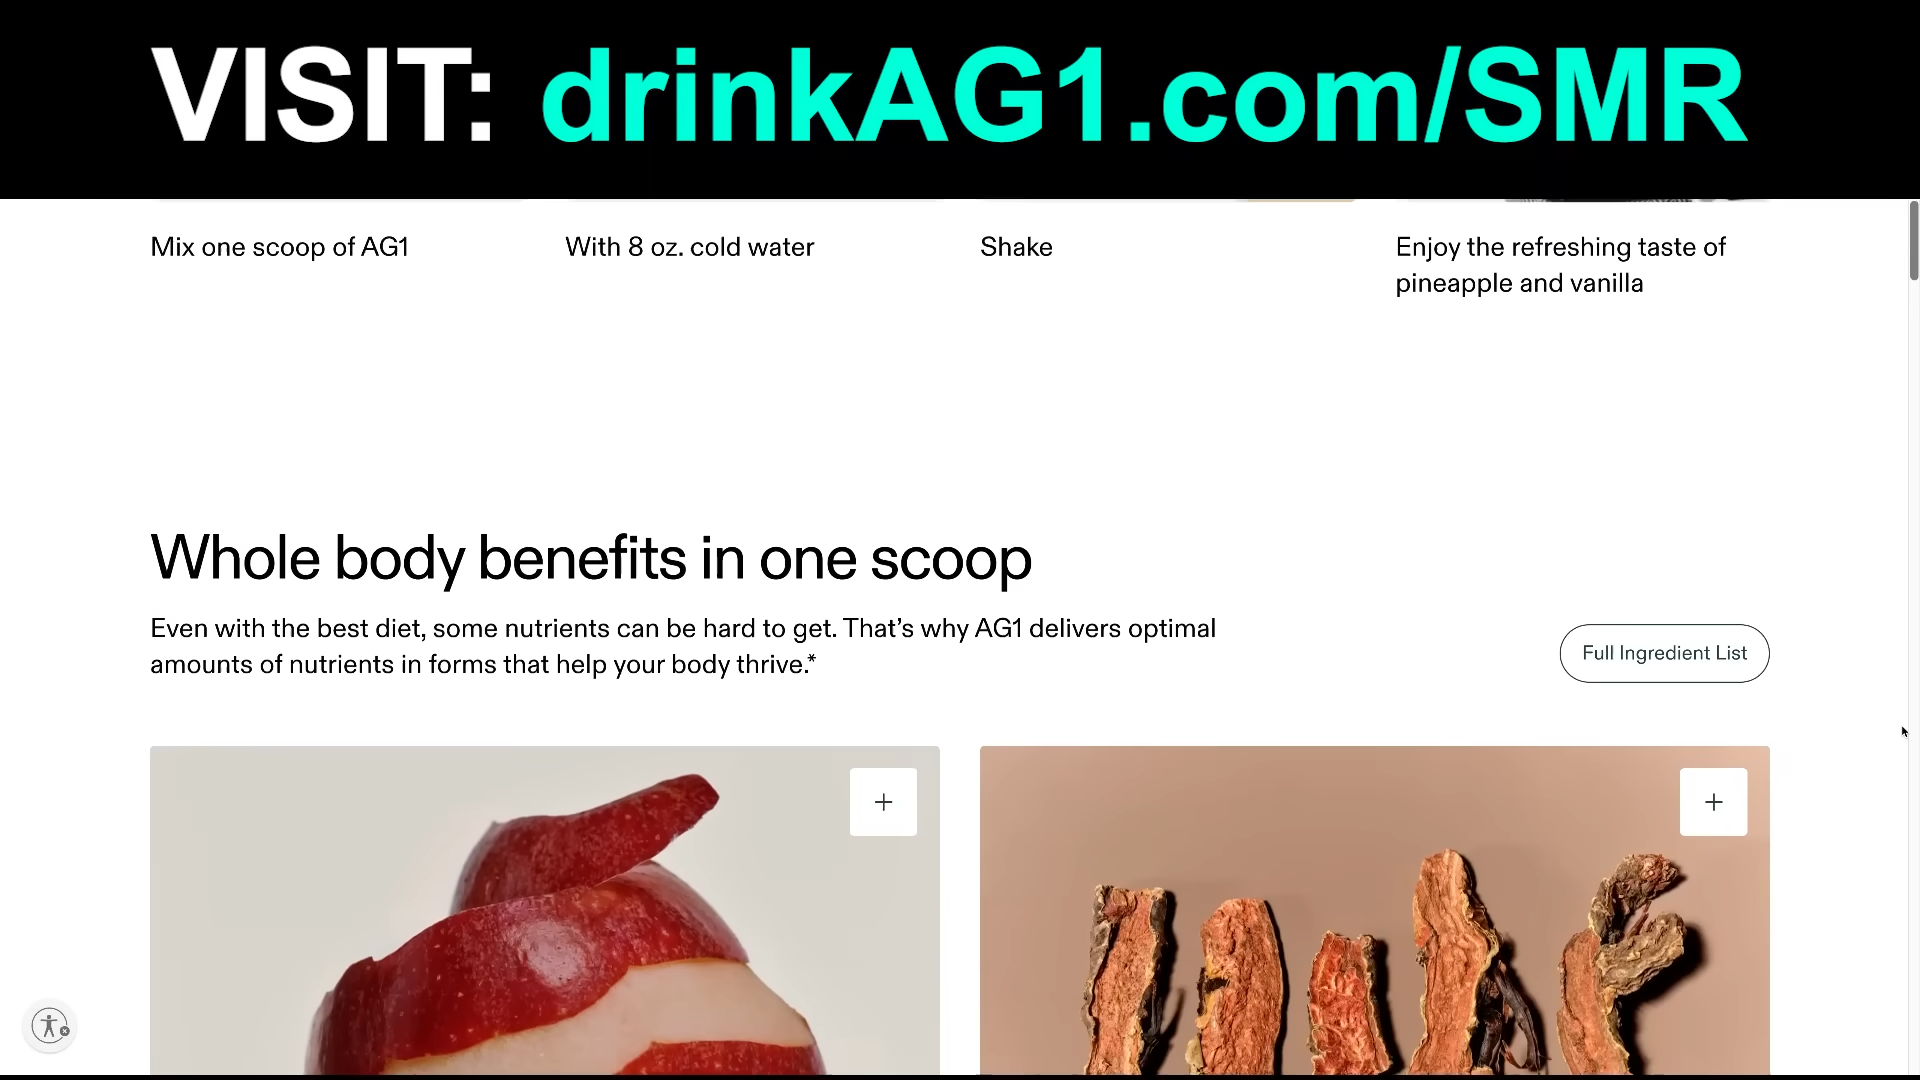 VISIT: drinkAG1.com/SMR
Mix one scoop of AG1
With 8 oz. cold water
Shake
Enjoy the refreshing taste of
pineapple and vanilla
Whole body benefits in one scoop
Even with the best diet, some nutrients can be hard to get. That’s why AG1 delivers optimal
amounts of nutrients in forms that help your body thrive.*
Full Ingredient List